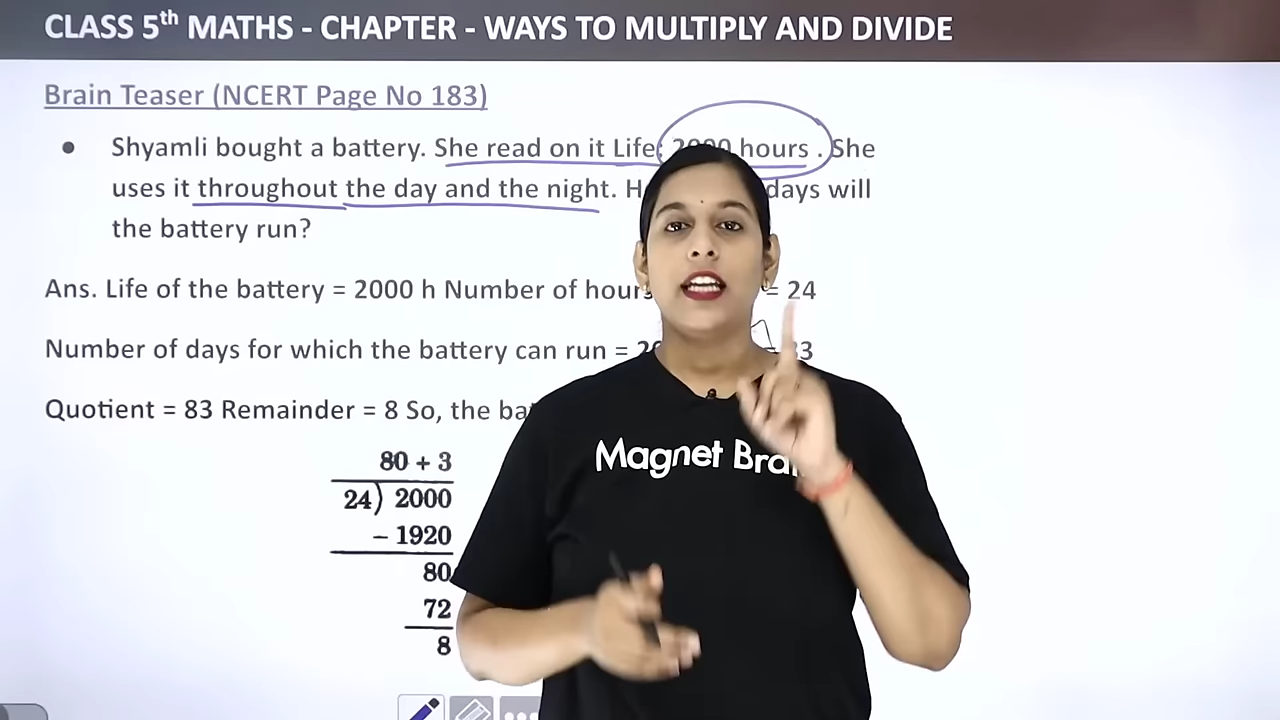 CLASS 5th MATHS - CHAPTER - WAYS TO MULTIPLY AND DIVIDE
Brain Teaser (NCERT Page No 183)
● Shyamli bought a battery. She read on it Life: 2000 hours . She
uses it throughout the day and the night. days will
the battery run?
Ans. Life of the battery = 2000 h Number of = 24
Number of days for which the battery can run =
Quotient = 83 Remainder = 8 So, the
80 + 3
24) 2000
– 1920
80
72
8
Magnet